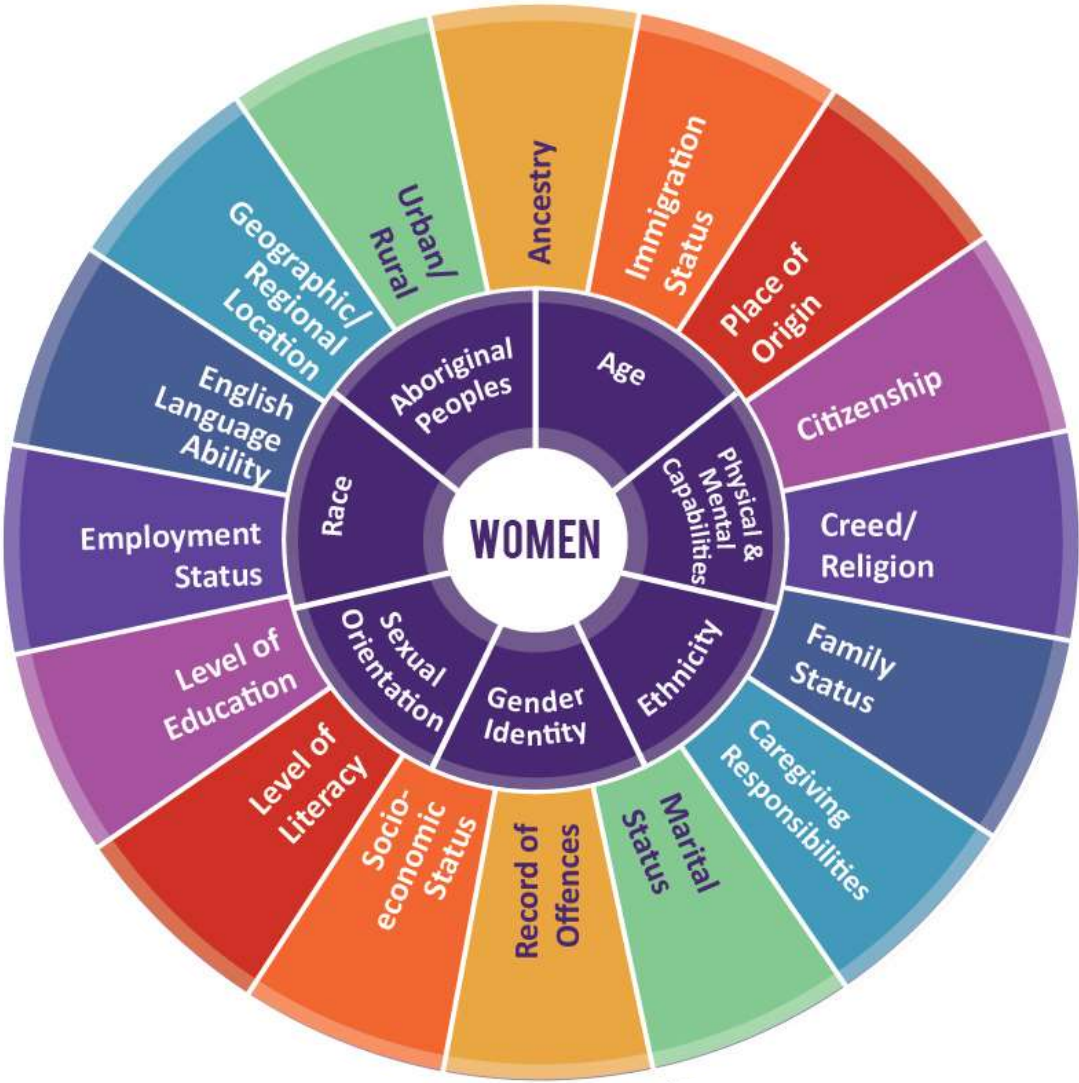 WOMEN
Age
Physical &
Mental
Capabilities
Ethnicity
Gender
Identity
Sexual
Orientation
Race
Aboriginal
Peoples
Ancestry
Immigration
Status
Place of
Origin
Citizenship
Creed/
Religion
Family
Status
Caregiving
Responsibilities
Marital
Status
Record of
Offences
Socio-
economic
Status
Level of
Literacy
Level of
Education
Employment
Status
English
Language
Ability
Geographic/
Regional
Location
Urban/
Rural